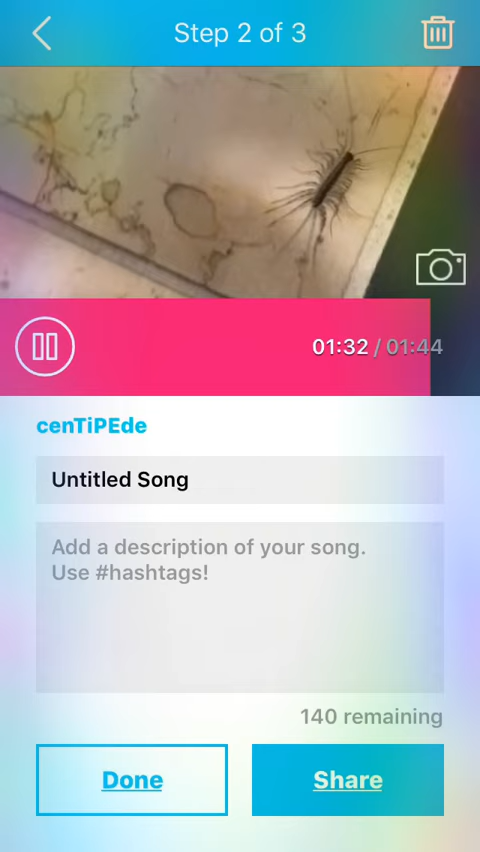 Step 2 of 3
01:32 / 01:44
cenTiPEde
Untitled Song
Add a description of your song.
Use #hashtags!
140 remaining
Done
Share